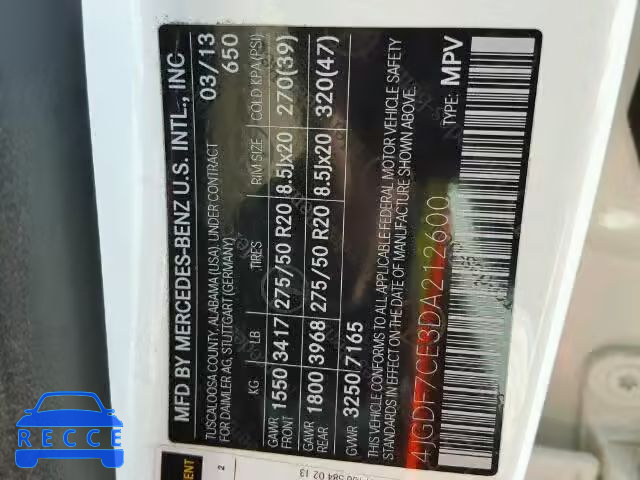 MFD BY MERCEDES-BENZ U.S. INTL., INC.
TUSCALOOSA COUNTY, ALABAMA (USA), UNDER CONTRACT 03/13
FOR DAIMLER AG, STUTTGART (GERMANY) 650
KG LB TIRES RIM SIZE COLD KPA(PSI)
GAWR FRONT 1550 3417 275/50 R20 8.5Jx20 270(39)
GAWR REAR 1800 3968 275/50 R20 8.5Jx20 320(47)
GVWR 3250 7165
THIS VEHICLE CONFORMS TO ALL APPLICABLE FEDERAL MOTOR VEHICLE SAFETY
STANDARDS IN EFFECT ON THE DATE OF MANUFACTURE SHOWN ABOVE.
4JGDF7CE3DA212600 TYPE: MPV
584 02 13
2
RECCE